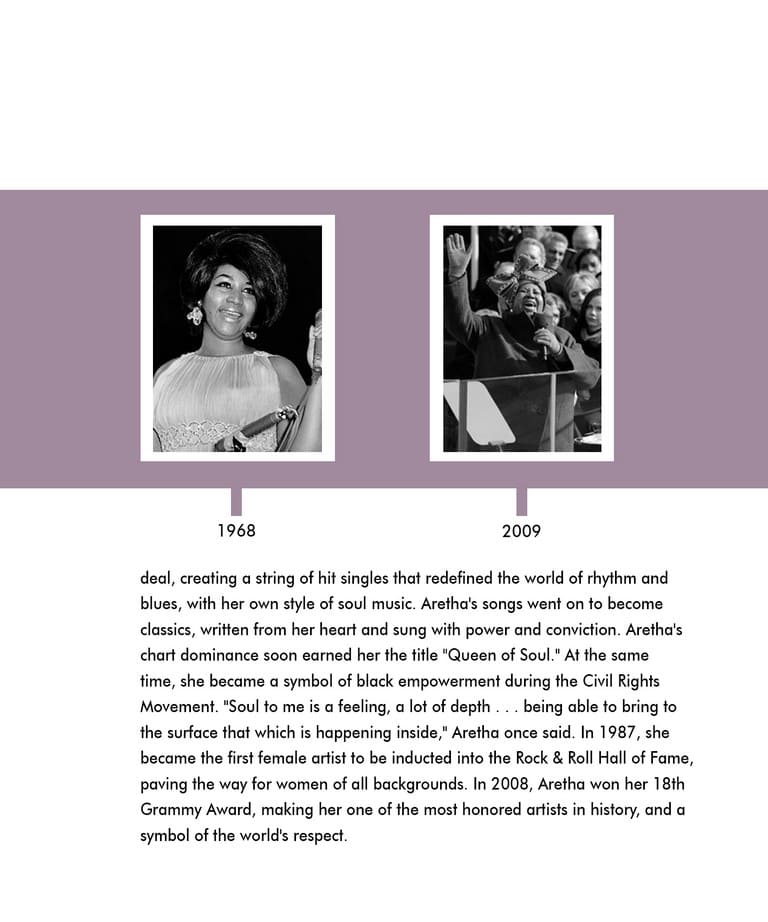 1968
2009
deal, creating a string of hit singles that redefined the world of rhythm and
blues, with her own style of soul music. Aretha's songs went on to become
classics, written from her heart and sung with power and conviction. Aretha's
chart dominance soon earned her the title "Queen of Soul." At the same
time, she became a symbol of black empowerment during the Civil Rights
Movement. "Soul to me is a feeling, a lot of depth . . . being able to bring to
the surface that which is happening inside," Aretha once said. In 1987, she
became the first female artist to be inducted into the Rock & Roll Hall of Fame,
paving the way for women of all backgrounds. In 2008, Aretha won her 18th
Grammy Award, making her one of the most honored artists in history, and a
symbol of the world's respect.